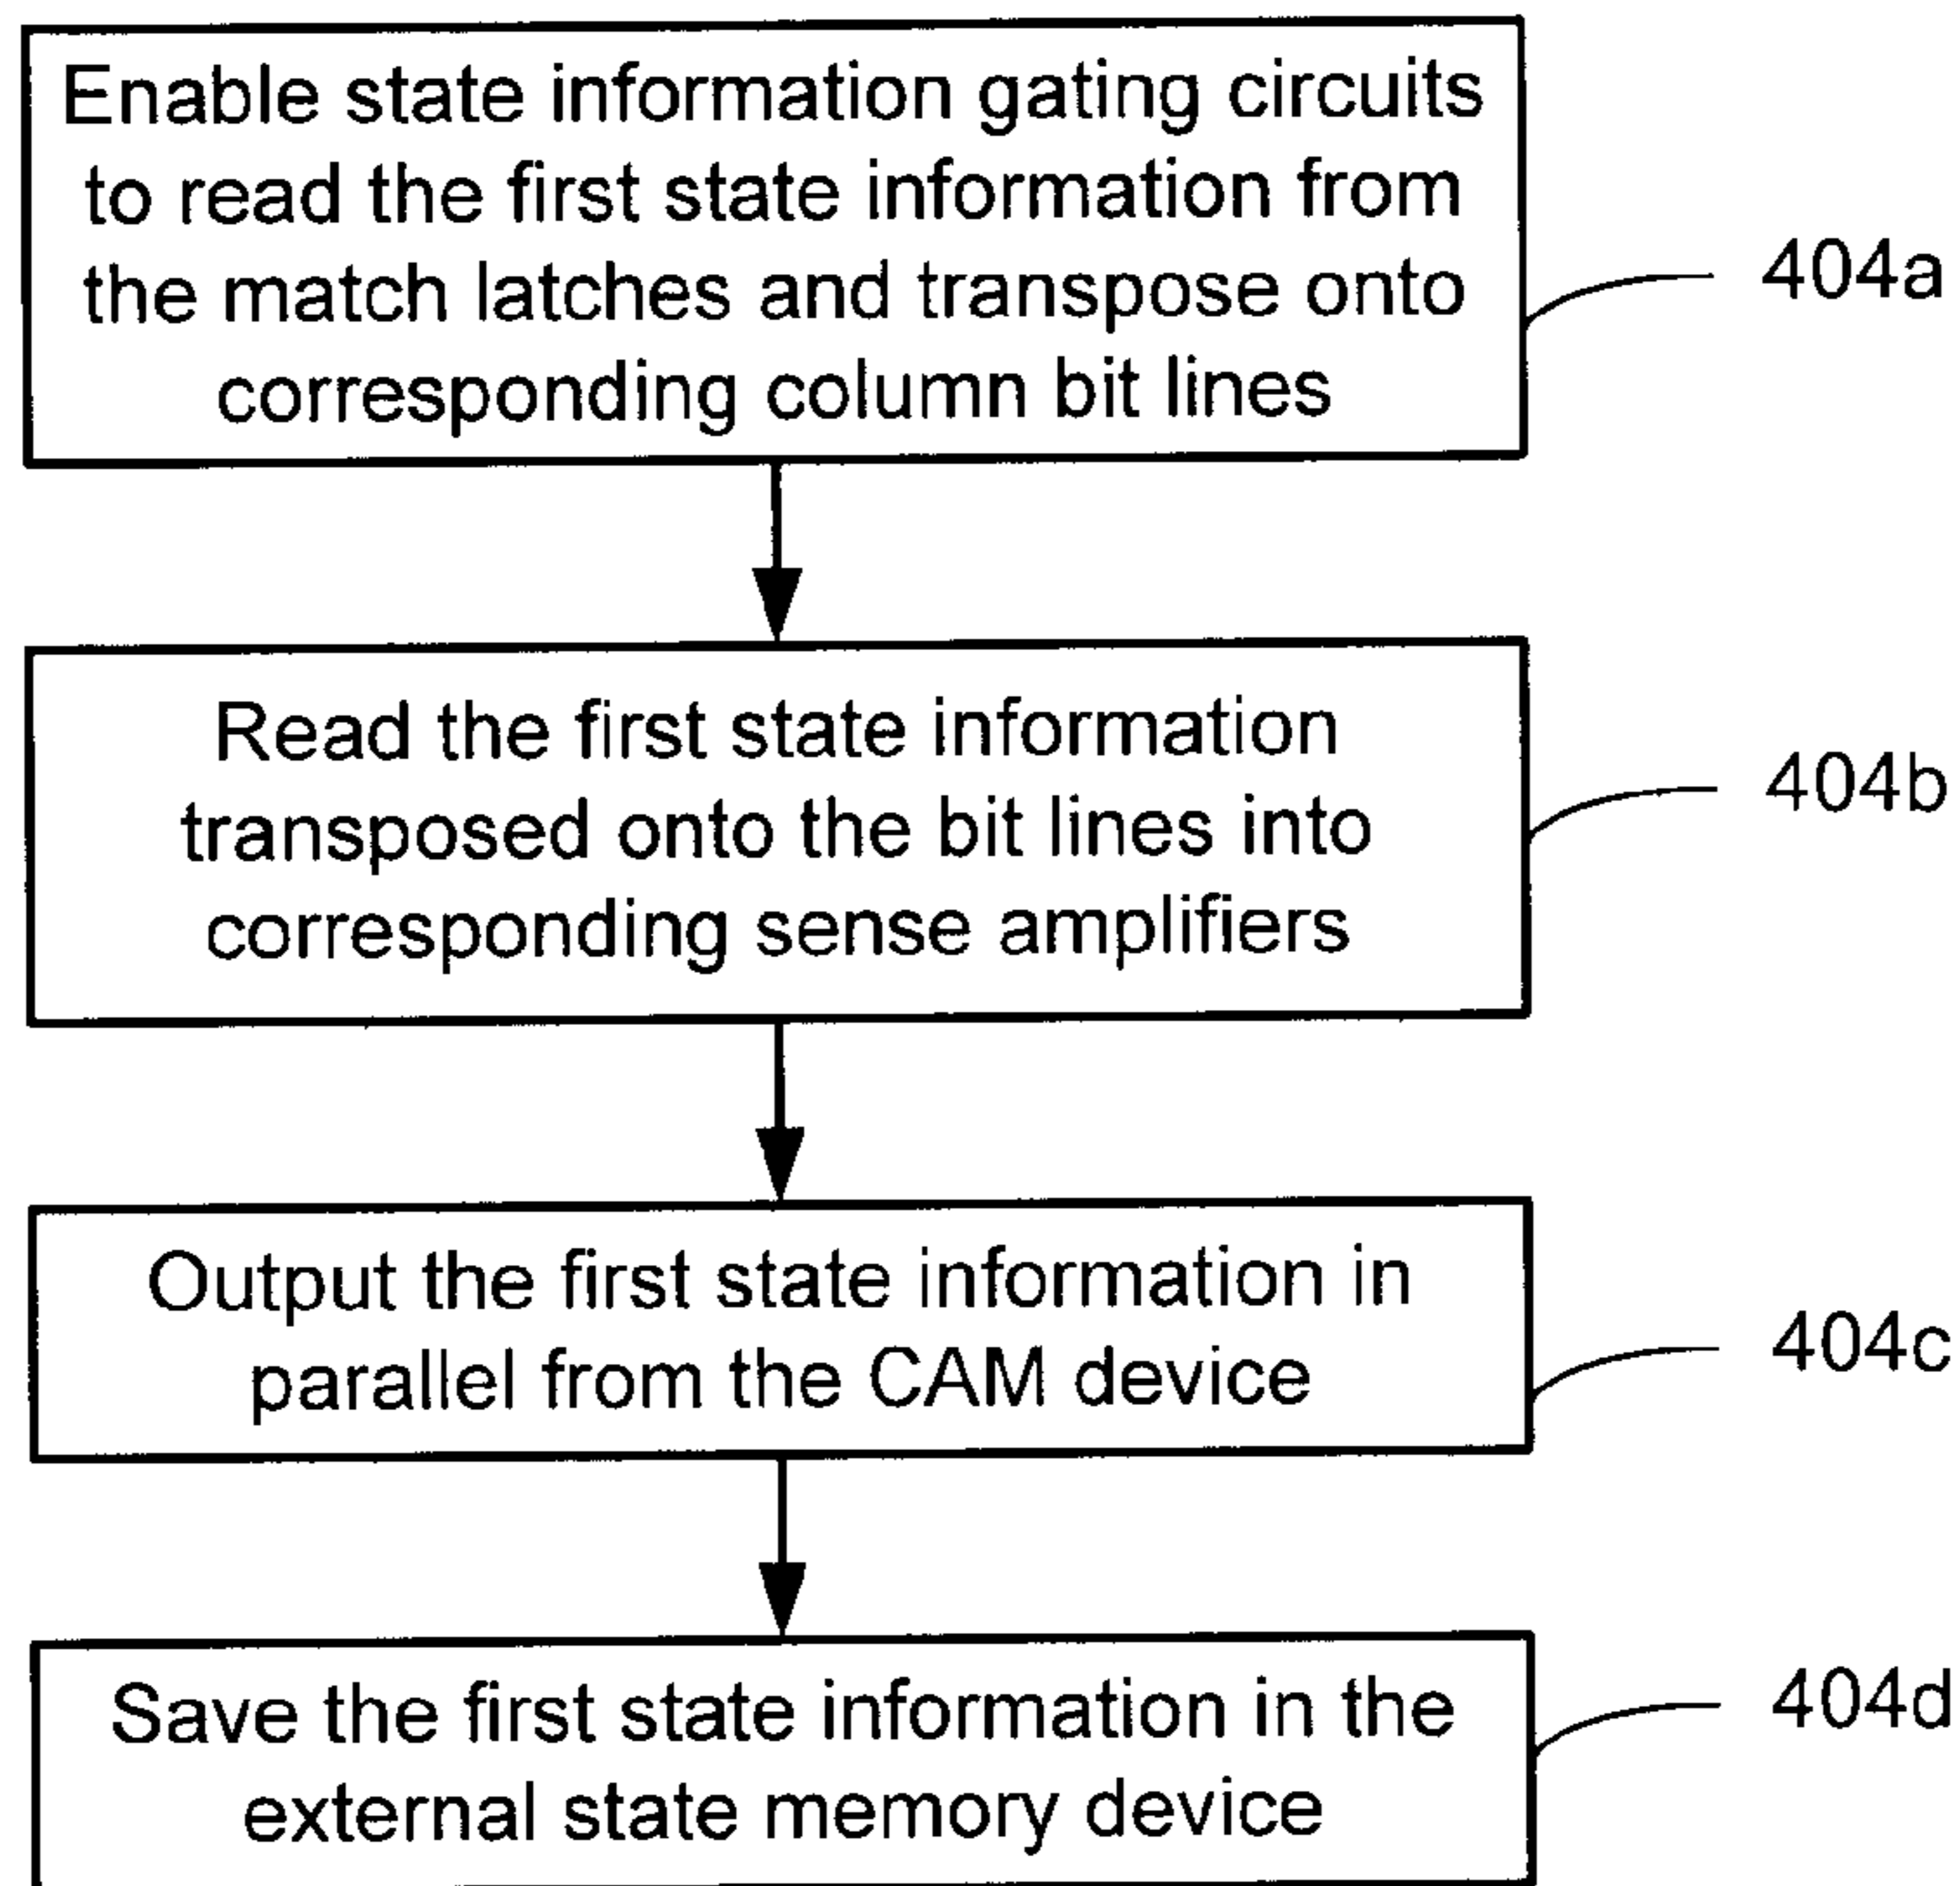 Enable state information gating circuits
to read the first state information from
the match latches and transpose onto
corresponding column bit lines
404a
Read the first state information
transposed onto the bit lines into
corresponding sense amplifiers
404b
Output the first state information in
parallel from the CAM device
404c
Save the first state information in the
external state memory device
404d